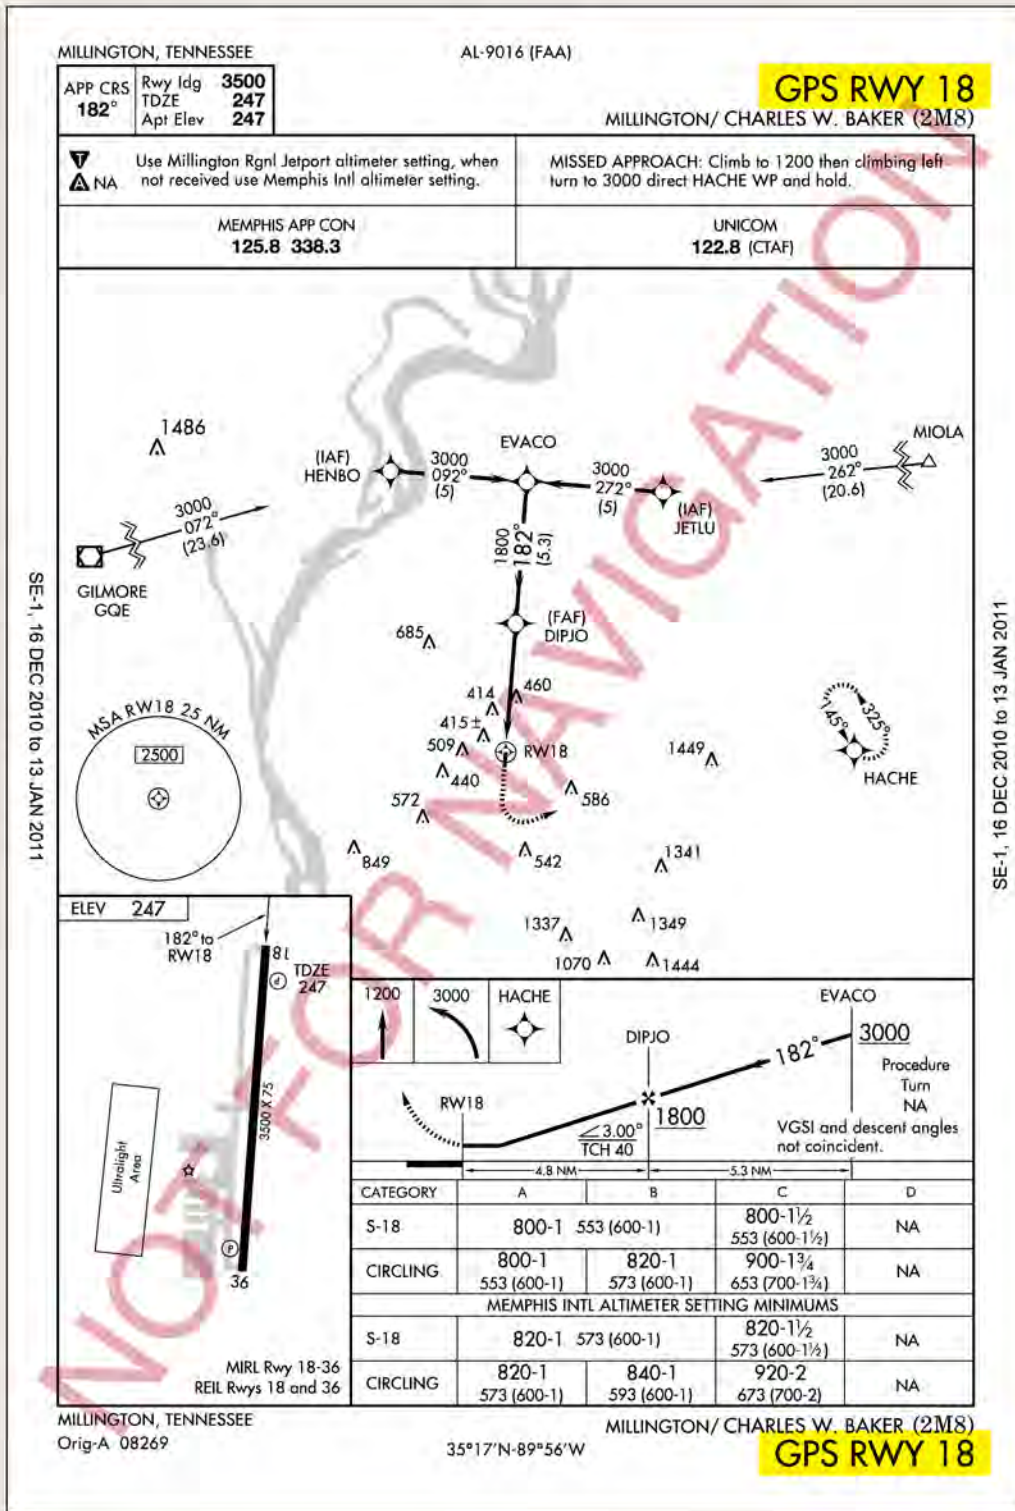 MILLINGTON, TENNESSEE
AL-9016 (FAA)
GPS RWY 18
MILLINGTON/ CHARLES W. BAKER (2M8)
APP CRS
182°
Rwy ldg 3500
TDZE 247
Apt Elev 247
T
A NA
Use Millington Rgnl Jetport altimeter setting, when
not received use Memphis Intl altimeter setting.
MISSED APPROACH: Climb to 1200 then climbing left
turn to 3000 direct HACHE WP and hold.
MEMPHIS APP CON
125.8 338.3
UNICOM
122.8 (CTAF)
NOT FOR NAVIGATION
SE-1, 16 DEC 2010 to 13 JAN 2011
SE-1, 16 DEC 2010 to 13 JAN 2011
1486
(IAF)
HENBO
3000
092°
(5)
EVACO
3000
272°
(5)
(IAF)
JETLU
MIOLA
3000
262°
(20.6)
3000
072°
(23.6)
GILMORE
GQE
1800
182°
(5.3)
(FAF)
DIPJO
685
460
414
415±
509
440
RW18
572
586
849
542
1449
145°
325°
HACHE
1341
1337
1349
1070
1444
MSA RW18 25 NM
2500
ELEV 247
182° to
RW18
18
P
TDZE
247
3500 X 75
Ultralight
Area
P
36
MIRL Rwy 18-36
REIL Rwys 18 and 36
1200
3000
HACHE
EVACO
DIPJO
3000
182°
Procedure
Turn
NA
RW18
1800
3.00°
TCH 40
VGSI and descent angles
not coincident.
4.8 NM
5.3 NM
CATEGORY A B C D
S-18 800-1 553 (600-1) 800-1½ 553 (600-1½) NA
CIRCLING 800-1 553 (600-1) 820-1 573 (600-1) 900-1¾ 653 (700-1¾) NA
MEMPHIS INTL ALTIMETER SETTING MINIMUMS
S-18 820-1 573 (600-1) 820-1½ 573 (600-1½) NA
CIRCLING 820-1 573 (600-1) 840-1 593 (600-1) 920-2 673 (700-2) NA
MILLINGTON, TENNESSEE
Orig-A 08269
35°17'N-89°56'W
MILLINGTON/ CHARLES W. BAKER (2M8)
GPS RWY 18